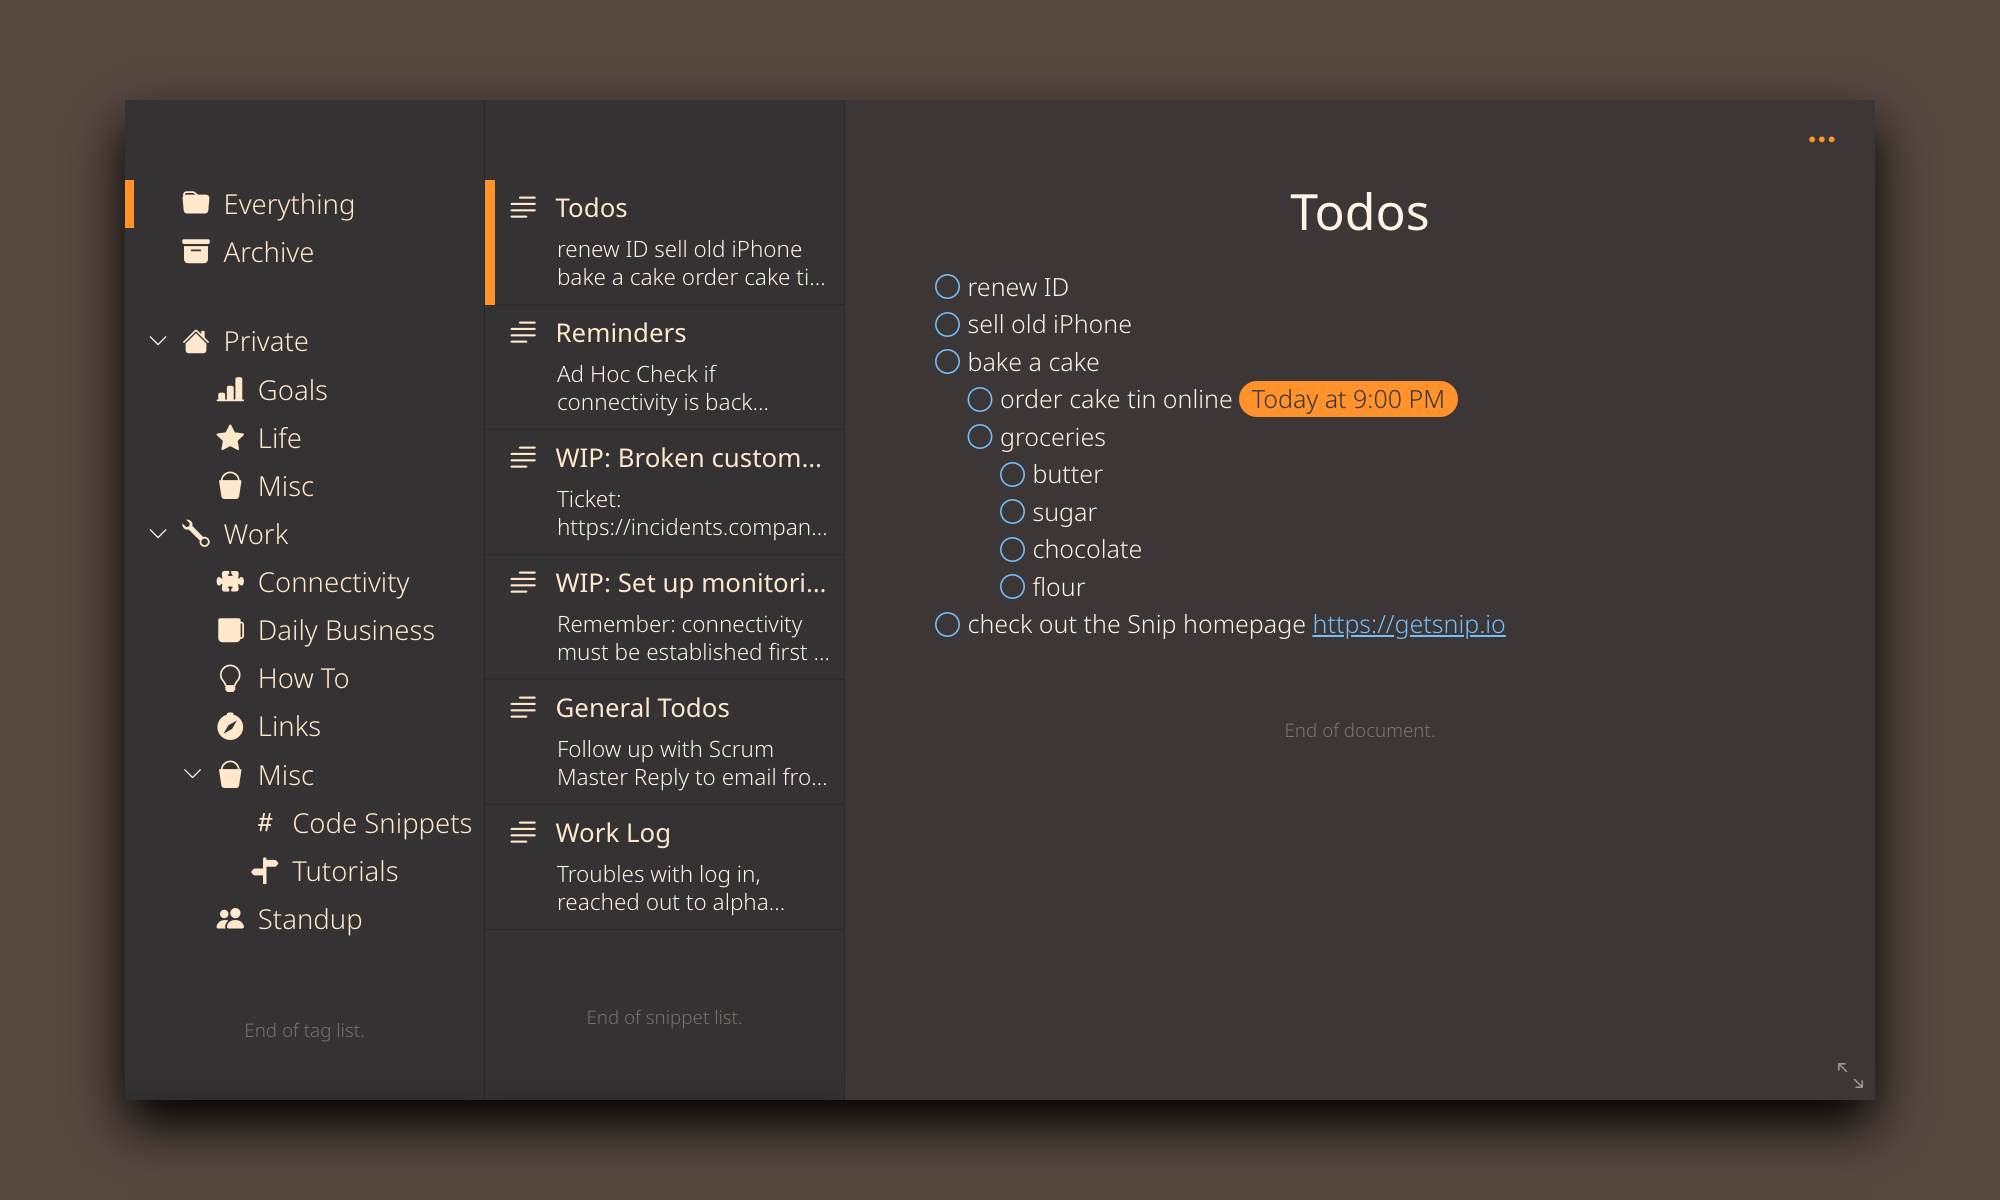 Everything
Archive
Private
Goals
Life
Misc
Work
Connectivity
Daily Business
How To
Links
Misc
# Code Snippets
Tutorials
Standup
End of tag list.
Todos
renew ID sell old iPhone
bake a cake order cake ti...
Reminders
Ad Hoc Check if
connectivity is back...
WIP: Broken custom...
Ticket:
https://incidents.compan...
WIP: Set up monitori...
Remember: connectivity
must be established first ...
General Todos
Follow up with Scrum
Master Reply to email fro...
Work Log
Troubles with log in,
reached out to alpha...
End of snippet list.
Todos
renew ID
sell old iPhone
bake a cake
order cake tin online Today at 9:00 PM
groceries
butter
sugar
chocolate
flour
check out the Snip homepage https://getsnip.io
End of document.